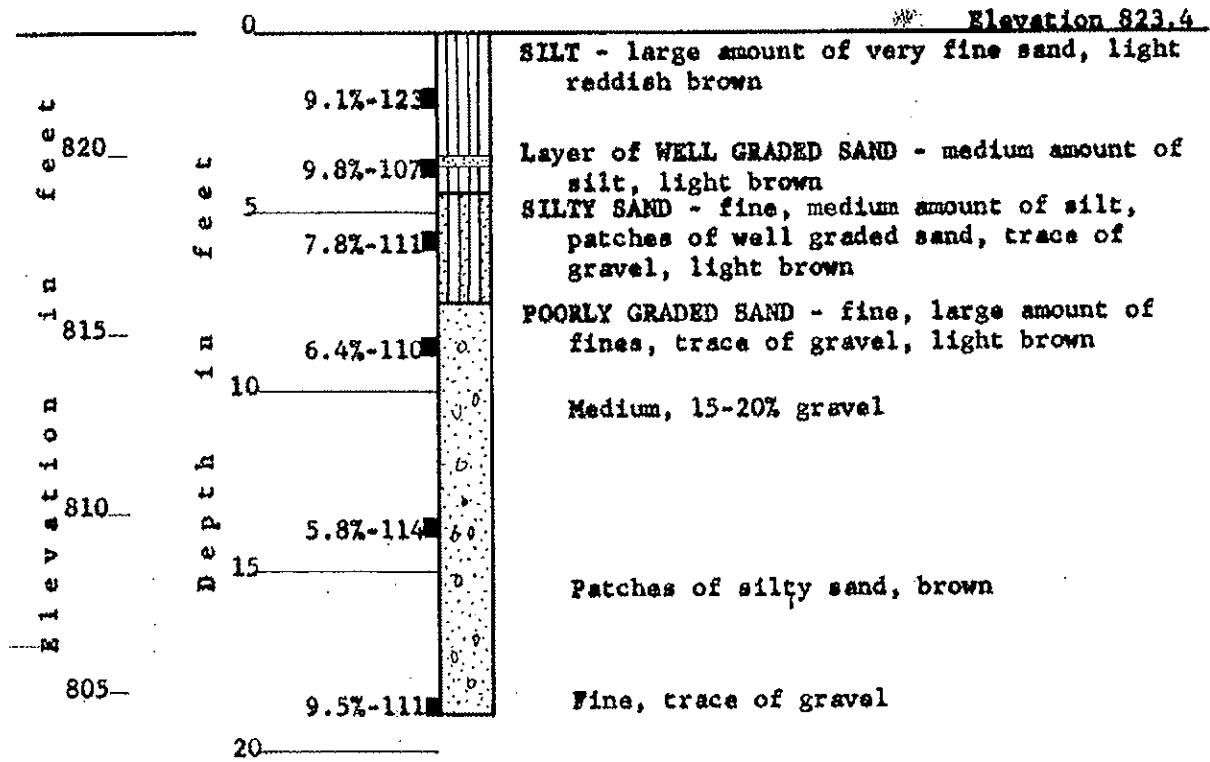 0
Elevation 823.4
SILT - large amount of very fine sand, light
reddish brown
9.1%-123
820
Layer of WELL GRADED SAND - medium amount of
9.8%-107
silt, light brown
SILTY SAND - fine, medium amount of silt,
5
patches of well graded sand, trace of
7.8%-111
gravel, light brown
POORLY GRADED SAND - fine, large amount of
815
fines, trace of gravel, light brown
6.4%-110
10
Medium, 15-20% gravel
810
5.8%-114
15
Patches of silty sand, brown
805
9.5%-111
Fine, trace of gravel
20
Elevation in feet
Depth in feet